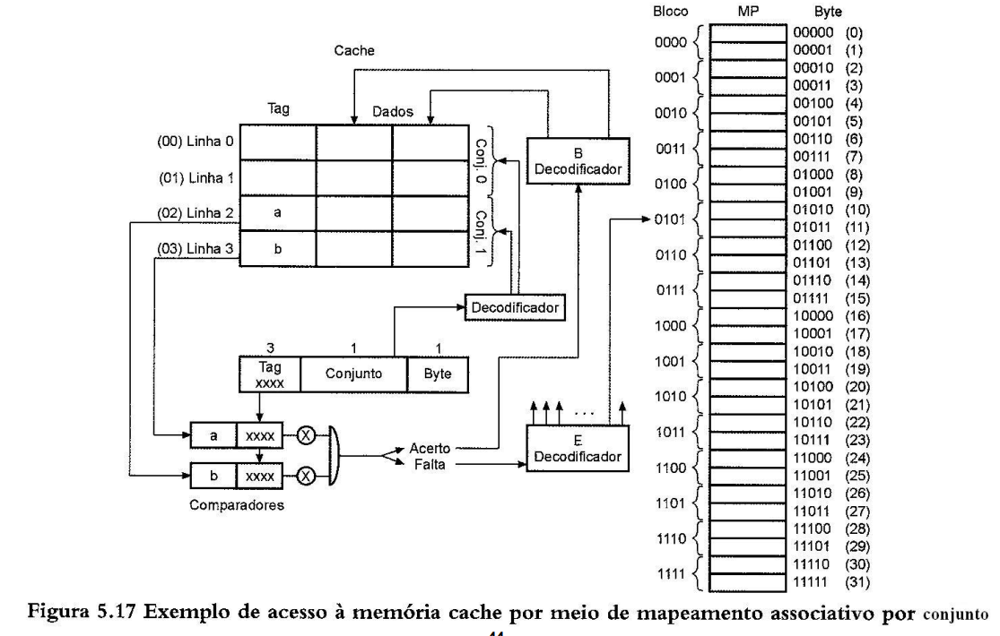 Bloco MP Byte
Cache
Tag Dados
(00) Linha 0
(01) Linha 1
(02) Linha 2 a
(03) Linha 3 b
Conj. 0
Conj. 1
B
Decodificador
Decodificador
3 1 1
Tag Conjunto Byte
xxxx
a xxxx X
b xxxx X
Comparadores
Acerto
Falta
...
E
Decodificador
0000 00000 (0)
00001 (1)
0001 00010 (2)
00011 (3)
0010 00100 (4)
00101 (5)
0011 00110 (6)
00111 (7)
0100 01000 (8)
01001 (9)
0101 01010 (10)
01011 (11)
0110 01100 (12)
01101 (13)
0111 01110 (14)
01111 (15)
1000 10000 (16)
10001 (17)
1001 10010 (18)
10011 (19)
1010 10100 (20)
10101 (21)
1011 10110 (22)
10111 (23)
1100 11000 (24)
11001 (25)
1101 11010 (26)
11011 (27)
1110 11100 (28)
11101 (29)
1111 11110 (30)
11111 (31)
Figura 5.17 Exemplo de acesso à memória cache por meio de mapeamento associativo por conjunto